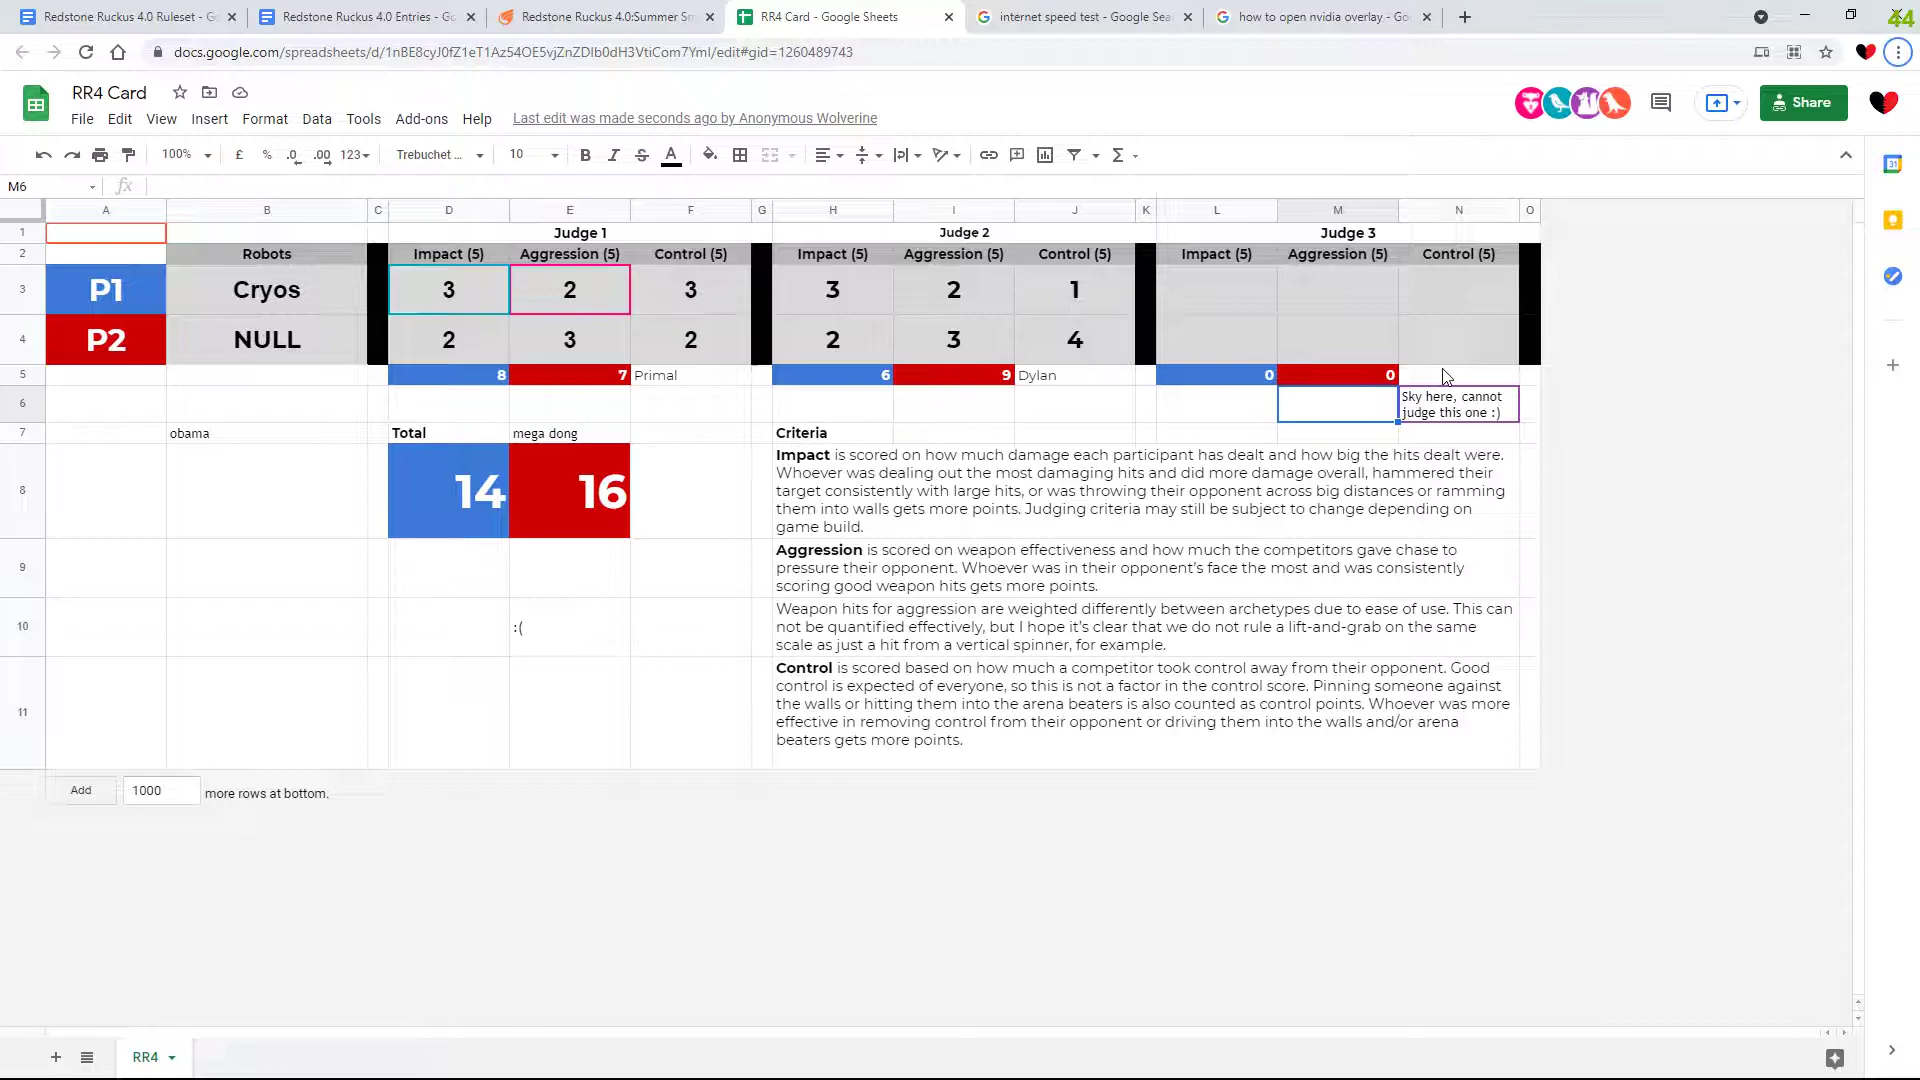 Redstone Ruckus 4.0 Ruleset - G
Redstone Ruckus 4.0 Entries - Go
Redstone Ruckus 4.0:Summer Sm
RR4 Card - Google Sheets
internet speed test - Google Sea
how to open nvidia overlay - Go
44
docs.google.com/spreadsheets/d/1nBE8cyJ0fZ1eT1Az54OE5vjZnZDlb0dH3VtiCom7YmI/edit#gid=1260489743
RR4 Card
File Edit View Insert Format Data Tools Add-ons Help Last edit was made seconds ago by Anonymous Wolverine
Share
100% £ % .0 .00 123 Trebuchet ... 10 B I S A
31
M6 fx
A B C D E F G H I J K L M N O
1 Judge 1 Judge 2 Judge 3
2 Robots Impact (5) Aggression (5) Control (5) Impact (5) Aggression (5) Control (5) Impact (5) Aggression (5) Control (5)
3 P1 Cryos 3 2 3 3 2 1
4 P2 NULL 2 3 2 2 3 4
5 8 7 Primal 6 9 Dylan 0 0
6 Sky here, cannot
judge this one :)
7 obama Total mega dong Criteria
8 14 16
Impact is scored on how much damage each participant has dealt and how big the hits dealt were.
Whoever was dealing out the most damaging hits and did more damage overall, hammered their
target consistently with large hits, or was throwing their opponent across big distances or ramming
them into walls gets more points. Judging criteria may still be subject to change depending on
game build.
9
Aggression is scored on weapon effectiveness and how much the competitors gave chase to
pressure their opponent. Whoever was in their opponent's face the most and was consistently
scoring good weapon hits gets more points.
10 :(
Weapon hits for aggression are weighted differently between archetypes due to ease of use. This can
not be quantified effectively, but I hope it's clear that we do not rule a lift-and-grab on the same
scale as just a hit from a vertical spinner, for example.
11
Control is scored based on how much a competitor took control away from their opponent. Good
control is expected of everyone, so this is not a factor in the control score. Pinning someone against
the walls or hitting them into the arena beaters is also counted as control points. Whoever was more
effective in removing control from their opponent or driving them into the walls and/or arena
beaters gets more points.
Add 1000 more rows at bottom.
RR4